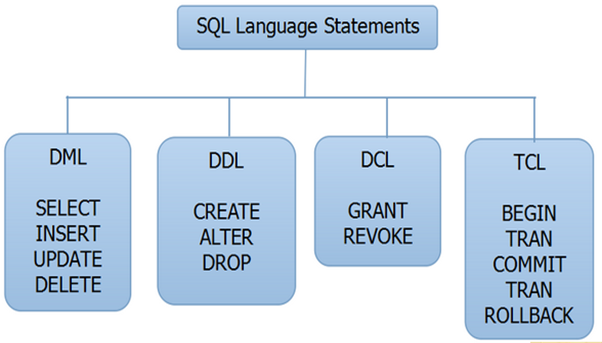 SQL Language Statements
DML
SELECT
INSERT
UPDATE
DELETE
DDL
CREATE
ALTER
DROP
DCL
GRANT
REVOKE
TCL
BEGIN
TRAN
COMMIT
TRAN
ROLLBACK